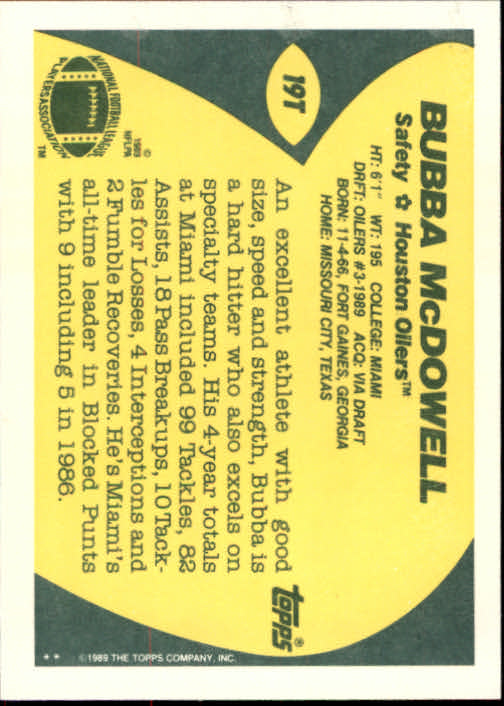 19T
BUBBA McDOWELL
Safety ✩ Houston Oilers™
HT: 6'1" WT: 195 COLLEGE: MIAMI
DRFT: OILERS #3-1989 ACQ: VIA DRAFT
BORN: 11-4-66, FORT GAINES, GEORGIA
HOME: MISSOURI CITY, TEXAS
An excellent athlete with good
size, speed and strength, Bubba is
a hard hitter who also excels on
specialty teams. His 4-year totals
at Miami included 99 Tackles, 82
Assists, 18 Pass Breakups, 10 Tack-
les for Losses, 4 Interceptions and
2 Fumble Recoveries. He's Miami's
all-time leader in Blocked Punts
with 9 including 5 in 1986.
NATIONAL FOOTBALL LEAGUE
PLAYERS ASSOCIATION
TM
©
1989
NFLPA
topps®
** ©1989 THE TOPPS COMPANY, INC.